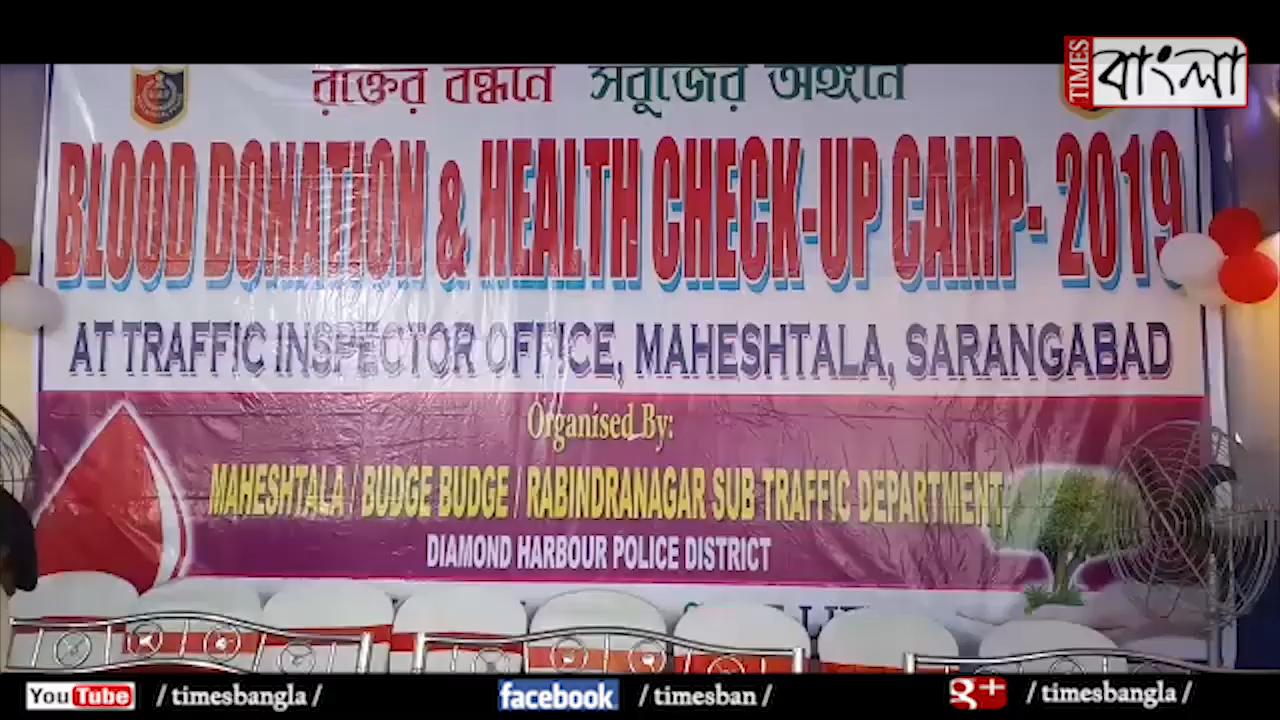 TIMES বাংলা
রক্তের বন্ধনে সবুজের অঙ্গনে
BLOOD DONATION & HEALTH CHECK-UP CAMP- 2019
AT TRAFFIC INSPECTOR OFFICE, MAHESHTALA, SARANGABAD
Organised By:
MAHESHTALA / BUDGE BUDGE / RABINDRANAGAR SUB TRAFFIC DEPARTMENT
DIAMOND HARBOUR POLICE DISTRICT
YouTube / timesbangla / facebook / timesban / g+ / timesbangla /